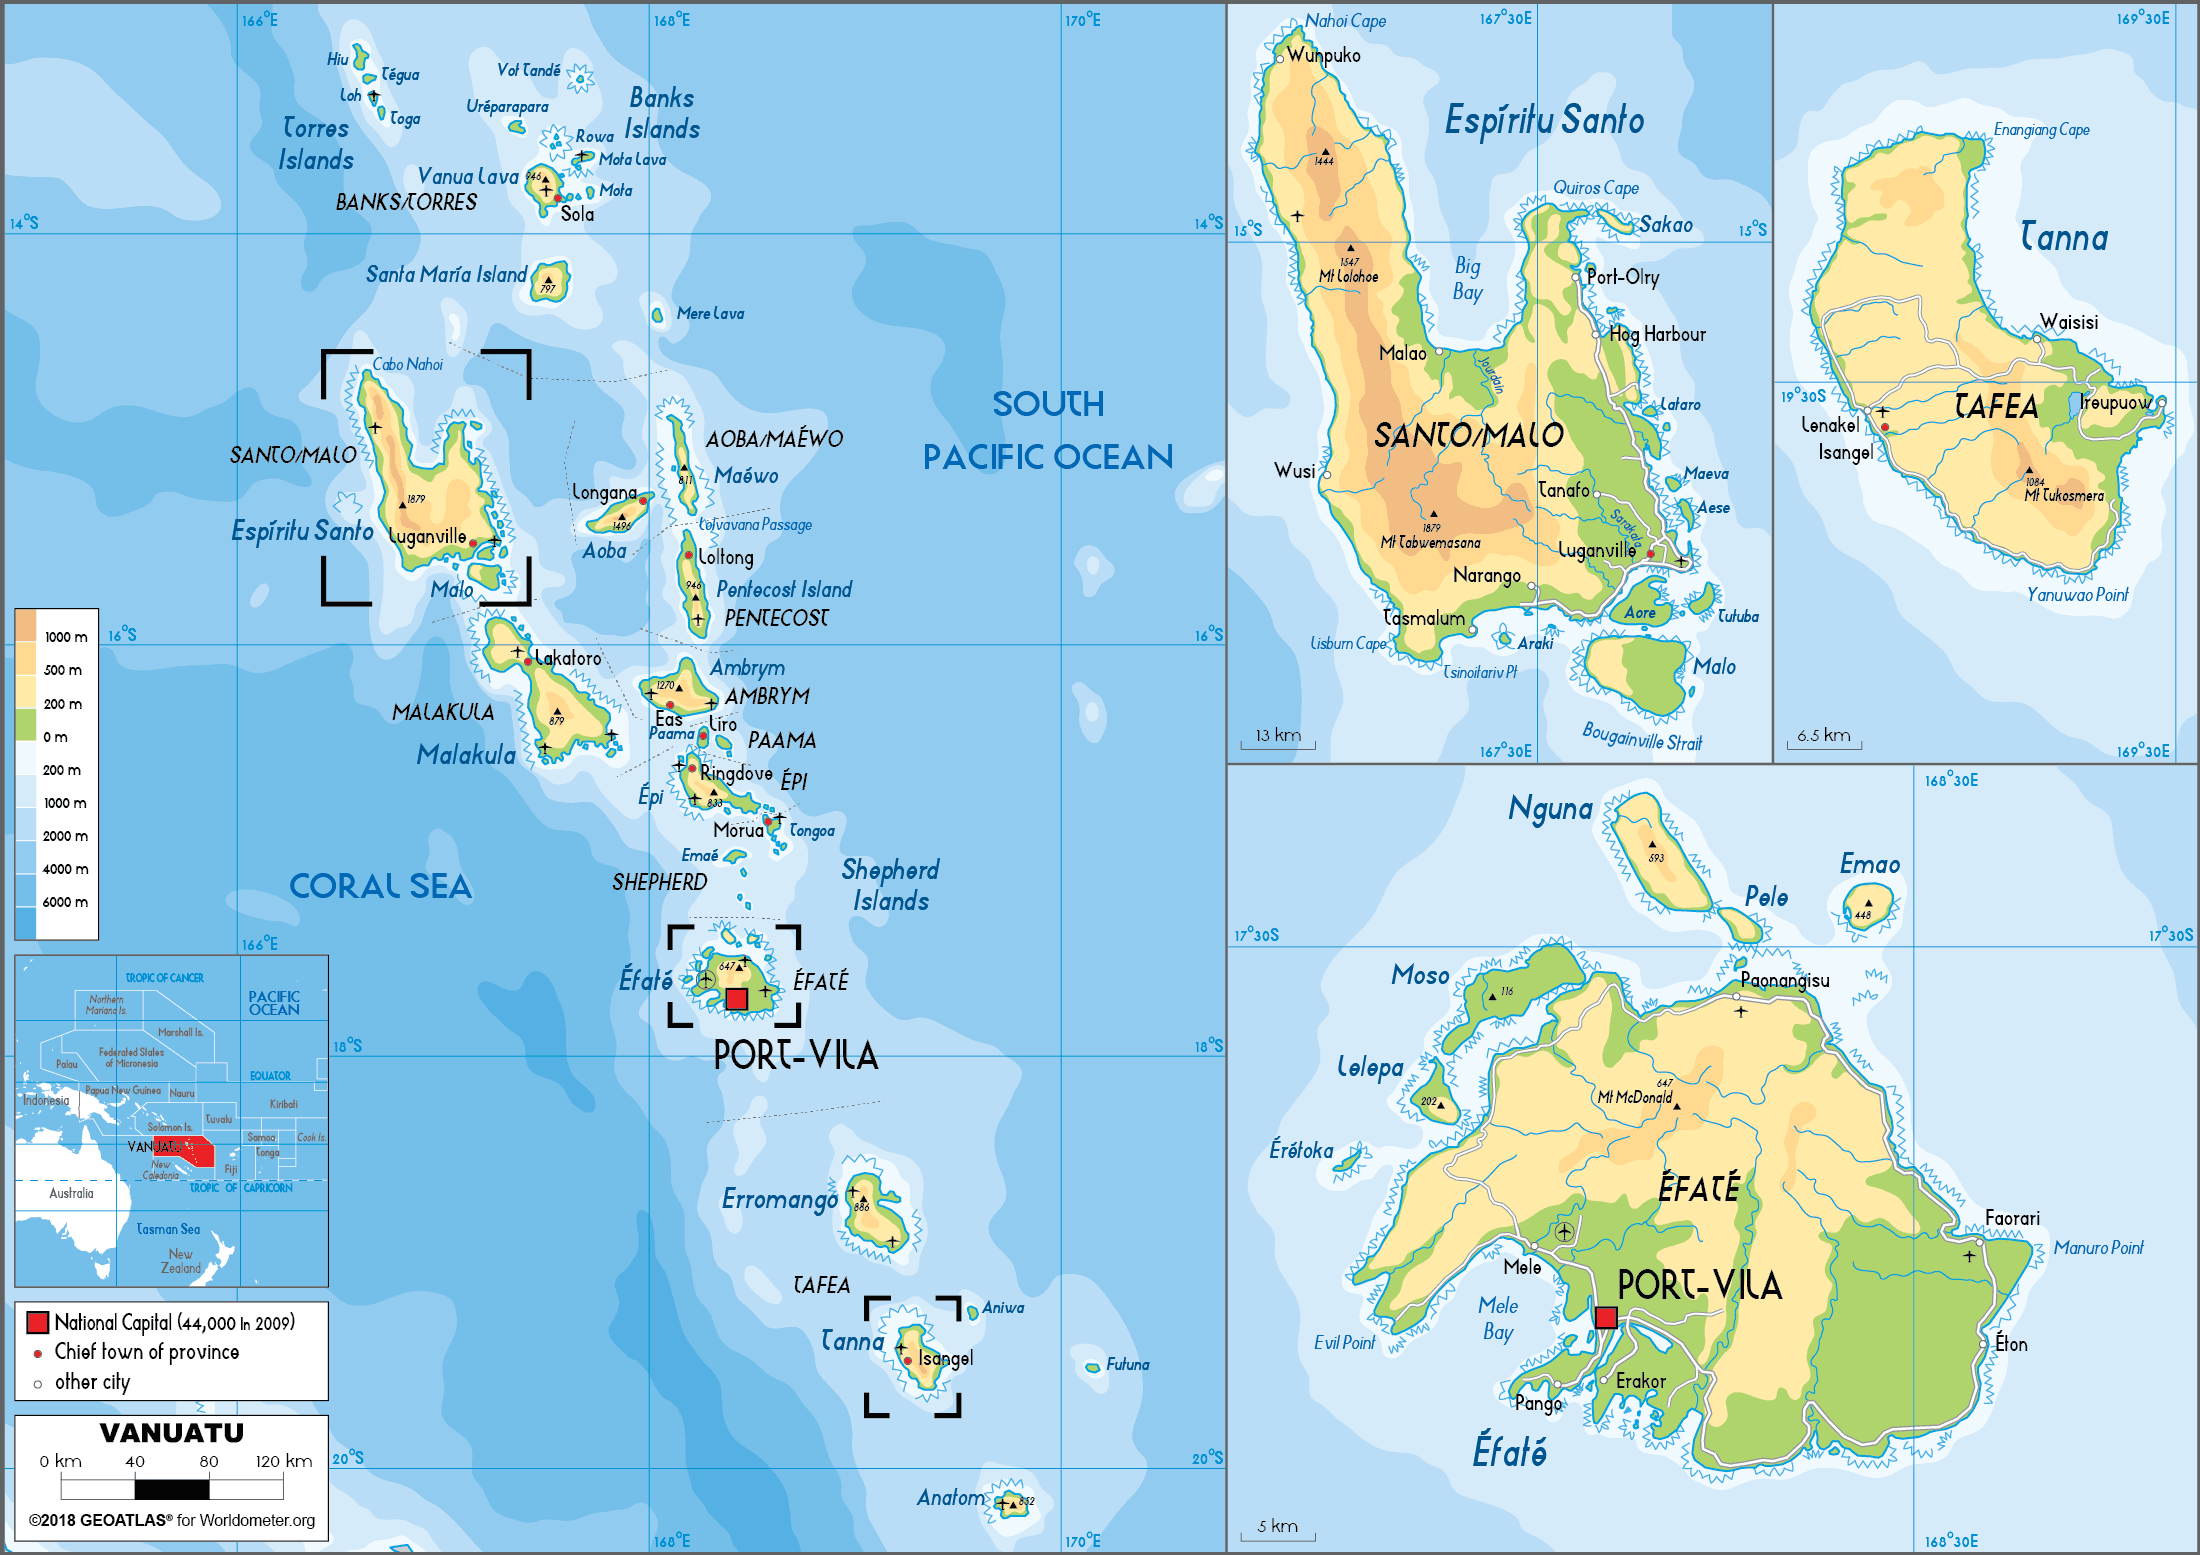 166°E
168°E
170°E
Hiu
Tégua
Loh
Toga
Torres
Islands
Vot Tandé
Uréparapara
Banks
Islands
Rowa
Mota Lava
Vanua Lava
946
Mota
BANKS/TORRES
Sola
14°S
14°S
Santa María Island
797
Mere Lava
Cabo Nahoi
SOUTH
PACIFIC OCEAN
SANTO/MALO
AOBA/MAÉWO
Maéwo
811
Longana
1496
Aoba
1879
Espíritu Santo
Luganville
Lolvavana Passage
Loltong
946
Pentecost Island
PENTECOST
Malo
16°S
16°S
Lakatoro
Ambrym
1270
AMBRYM
Eas
Liro
Paama
PAAMA
MALAKULA
879
Malakula
Ringdove
ÉPI
Épi
833
Morua
Tongoa
Emaé
SHEPHERD
Shepherd
Islands
CORAL SEA
1000 m
500 m
200 m
0 m
200 m
1000 m
2000 m
4000 m
6000 m
166°E
Éfaté
647
ÉFATÉ
PORT-VILA
18°S
18°S
Erromango
886
TAFEA
Tanna
Isangel
Aniwa
Futuna
20°S
20°S
Anatom
852
168°E
170°E
TROPIC OF CANCER
Northern
Mariana Is.
PACIFIC
OCEAN
Marshall Is.
Palau
Federated States
of Micronesia
EQUATOR
Papua New Guinea
Nauru
Indonesia
Kiribati
Tuvalu
Solomon Is.
VANUATU
Samoa
Cook Is.
Tonga
New
Caledonia
Fiji
TROPIC OF CAPRICORN
Australia
Tasman Sea
New
Zealand
National Capital (44,000 In 2009)
Chief town of province
other city
VANUATU
0 km 40 80 120 km
©2018 GEOATLAS® for Worldometer.org
Nahoi Cape
167°30E
Wunpuko
Espíritu Santo
1444
Quiros Cape
Sakao
15°S
15°S
1547
Mt Lolohoe
Big
Bay
Port-Olry
Hog Harbour
Malao
Jourdain
Lataro
SANTO/MALO
Wusi
Maeva
Tanafo
Aese
1879
Mt Tabwemasana
Sarakata
Luganville
Narango
Aore
Tutuba
Tasmalum
Lisburn Cape
Araki
Tsinoitariv Pt
Malo
Bougainville Strait
13 km
167°30E
169°30E
Enangiang Cape
Tanna
Waisisi
19°30S
TAFEA
Ireupuow
Lenakel
Isangel
1084
Mt Tukosmera
Yanuwao Point
6.5 km
169°30E
168°30E
Nguna
593
Emao
448
Pele
17°30S
17°30S
Moso
116
Paonangisu
Lelepa
202
647
Mt McDonald
Érétoka
ÉFATÉ
Faorari
Manuro Point
Mele
PORT-VILA
Mele
Bay
Evil Point
Éton
Erakor
Pango
Éfaté
5 km
168°30E